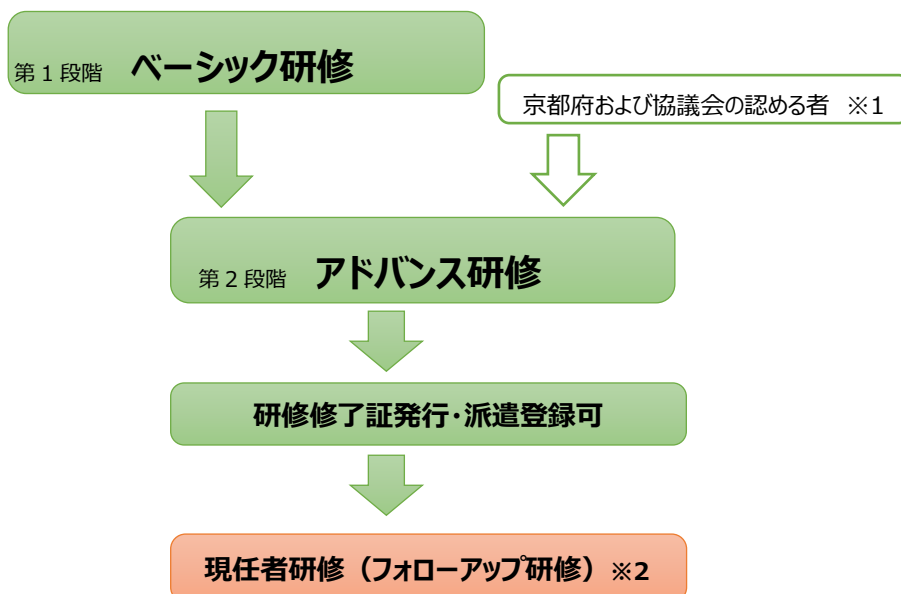 第1段階 ベーシック研修
京都府および協議会の認める者 ※1
第2段階 アドバンス研修
研修修了証発行・派遣登録可
現任者研修（フォローアップ研修）※2